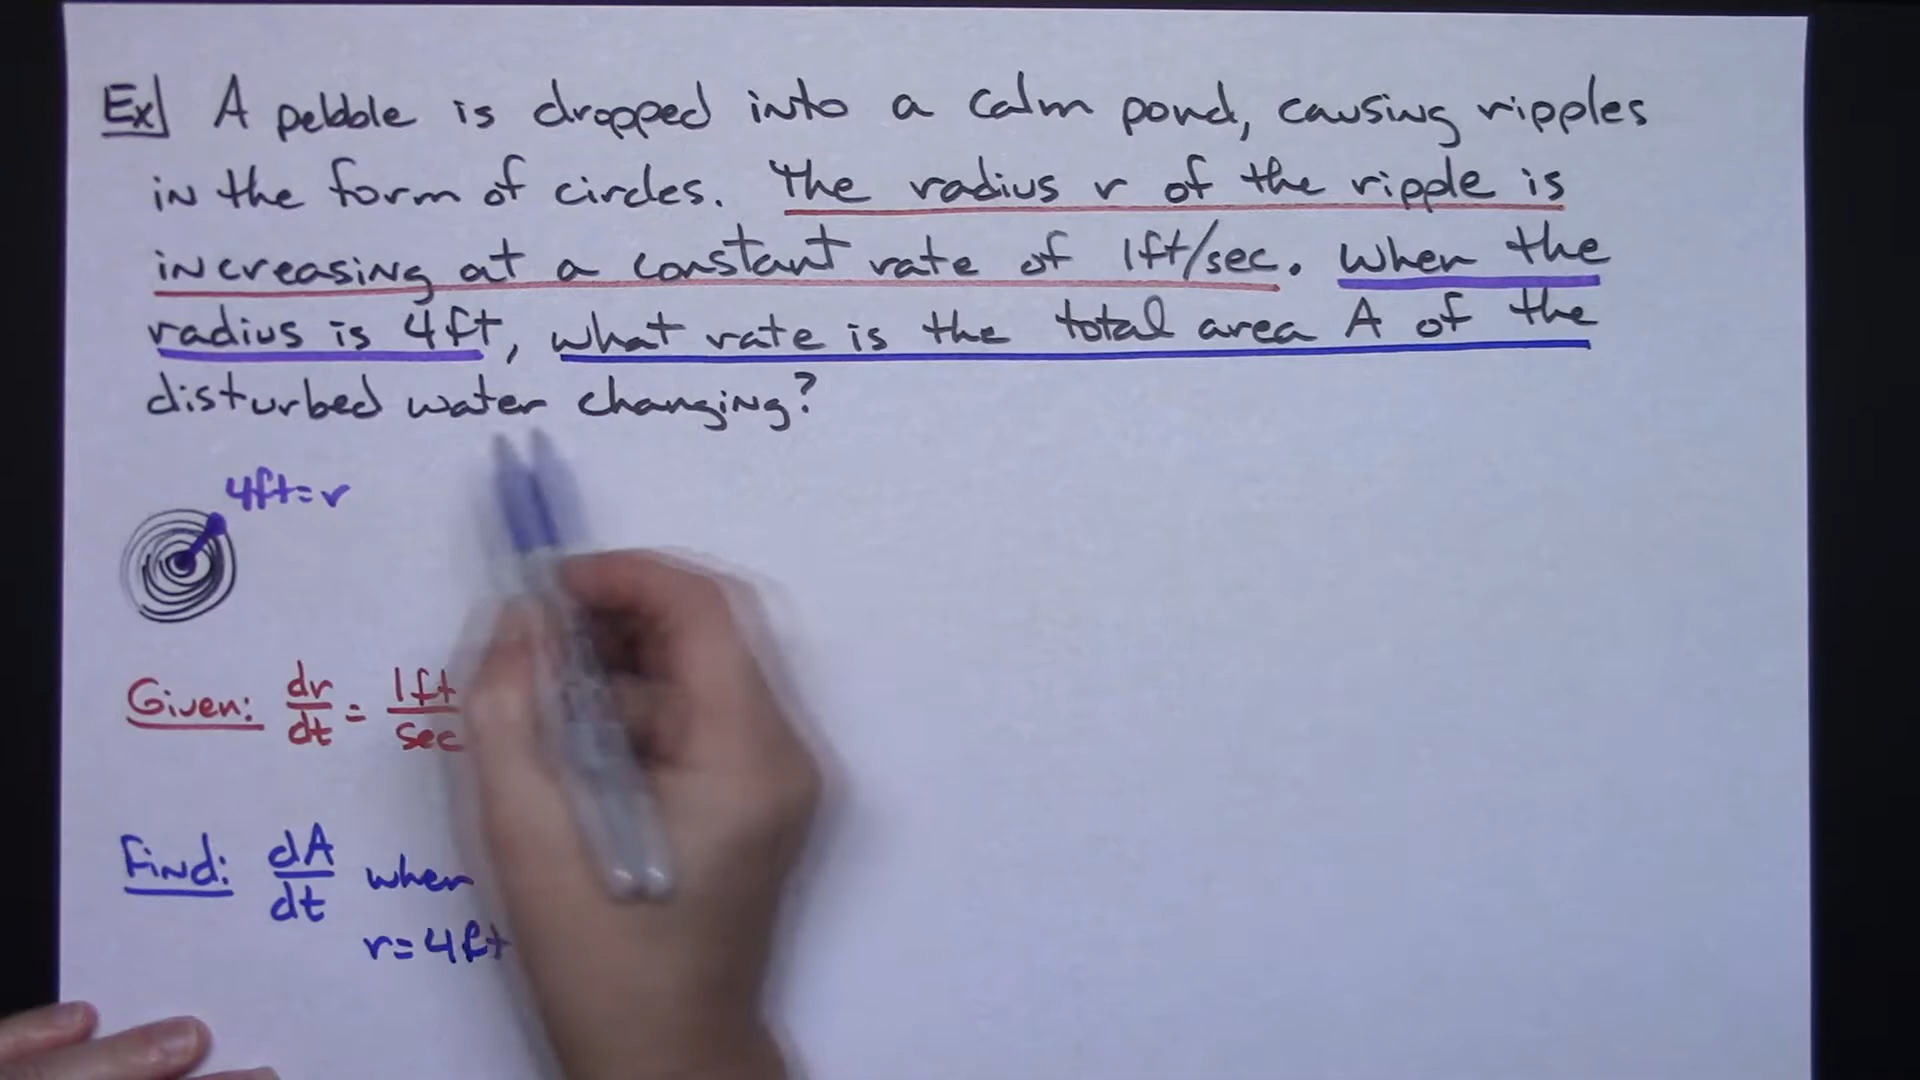 Ex] A pebble is dropped into a calm pond, causing ripples
in the form of circles. The radius r of the ripple is
increasing at a constant rate of 1ft/sec. When the
radius is 4ft, what rate is the total area A of the
disturbed water changing?
4ft=r
Given: dr/dt = 1ft/sec
Find: dA/dt when
r=4ft